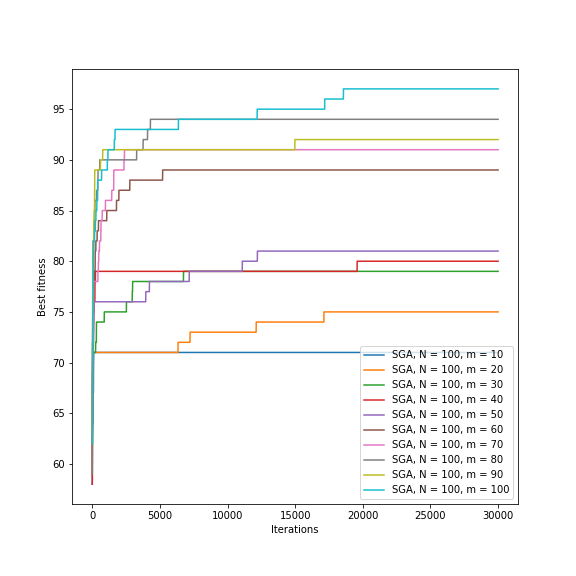 95
90
85
80
75
70
65
60
Best fitness
0 5000 10000 15000 20000 25000 30000
Iterations
SGA, N = 100, m = 10
SGA, N = 100, m = 20
SGA, N = 100, m = 30
SGA, N = 100, m = 40
SGA, N = 100, m = 50
SGA, N = 100, m = 60
SGA, N = 100, m = 70
SGA, N = 100, m = 80
SGA, N = 100, m = 90
SGA, N = 100, m = 100